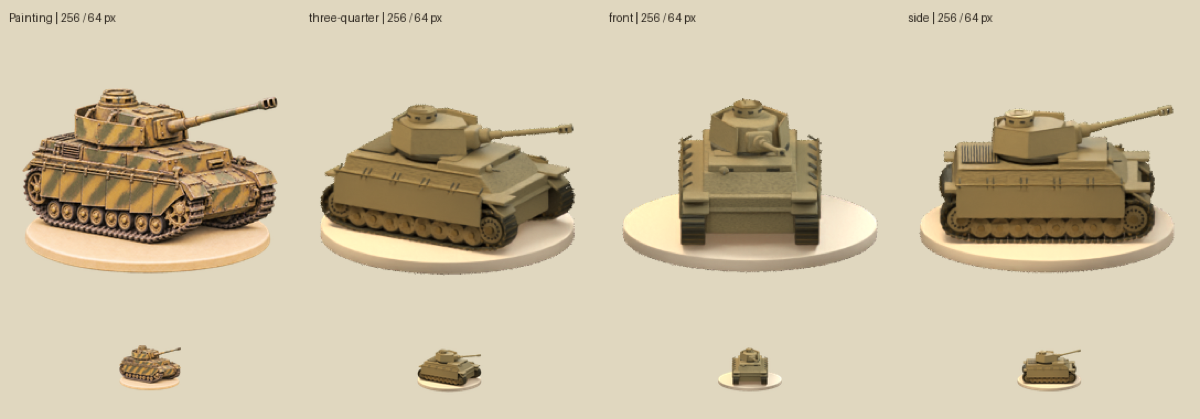 Painting | 256 / 64 px
three-quarter | 256 / 64 px
front | 256 / 64 px
side | 256 / 64 px